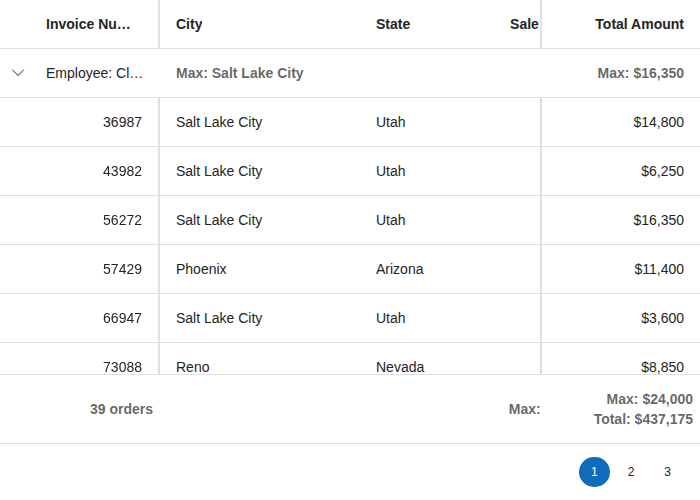 Invoice Nu… City State Sale Total Amount
Employee: Cl… Max: Salt Lake City Max: $16,350
36987 Salt Lake City Utah $14,800
43982 Salt Lake City Utah $6,250
56272 Salt Lake City Utah $16,350
57429 Phoenix Arizona $11,400
66947 Salt Lake City Utah $3,600
73088 Reno Nevada $8,850
39 orders Max: Max: $24,000
Total: $437,175
1 2 3